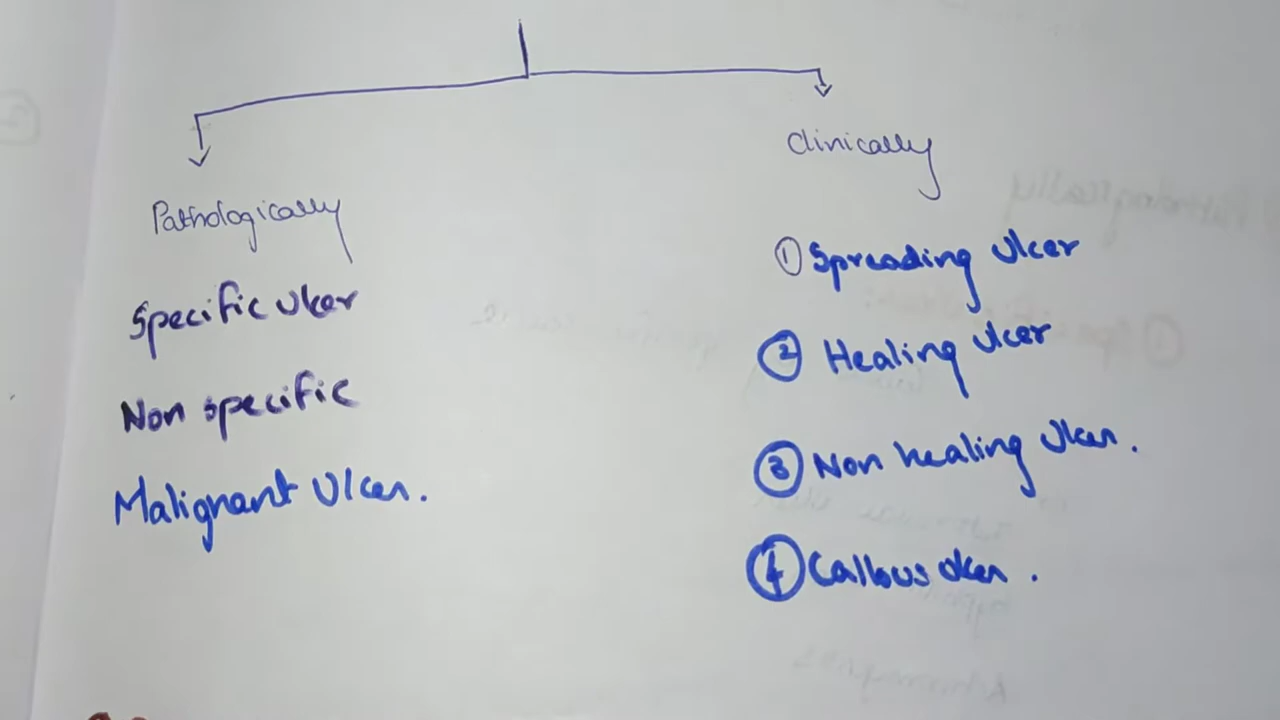 Pathologically
Specific Ulcer
Non specific
Malignant Ulcer.
Clinically
① Spreading Ulcer
② Healing Ulcer
③ Non healing Ulcer.
④ Callous Ulcer.